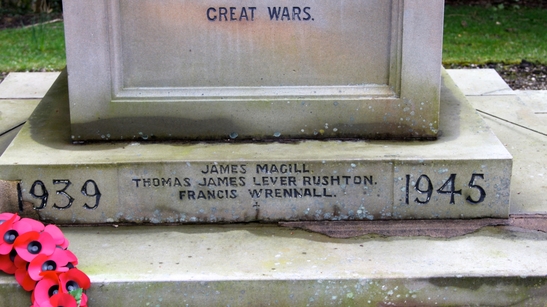 GREAT WARS.
JAMES MAGILL.
1939 THOMAS JAMES LEVER RUSHTON. 1945
FRANCIS WRENNALL.